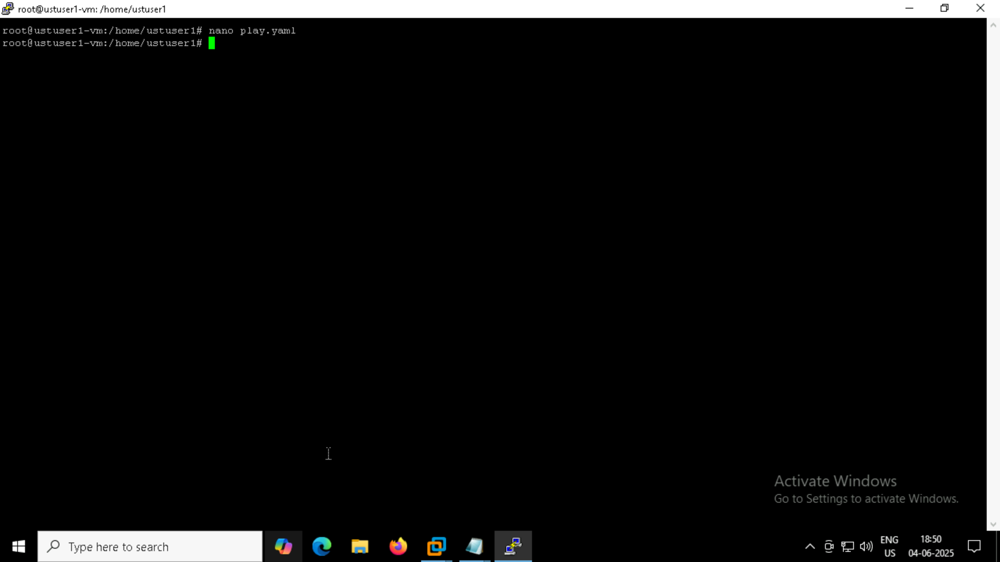 root@ustuser1-vm: /home/ustuser1
root@ustuser1-vm:/home/ustuser1# nano play.yaml
root@ustuser1-vm:/home/ustuser1#
Activate Windows
Go to Settings to activate Windows.
Type here to search
ENG
US
18:50
04-06-2025